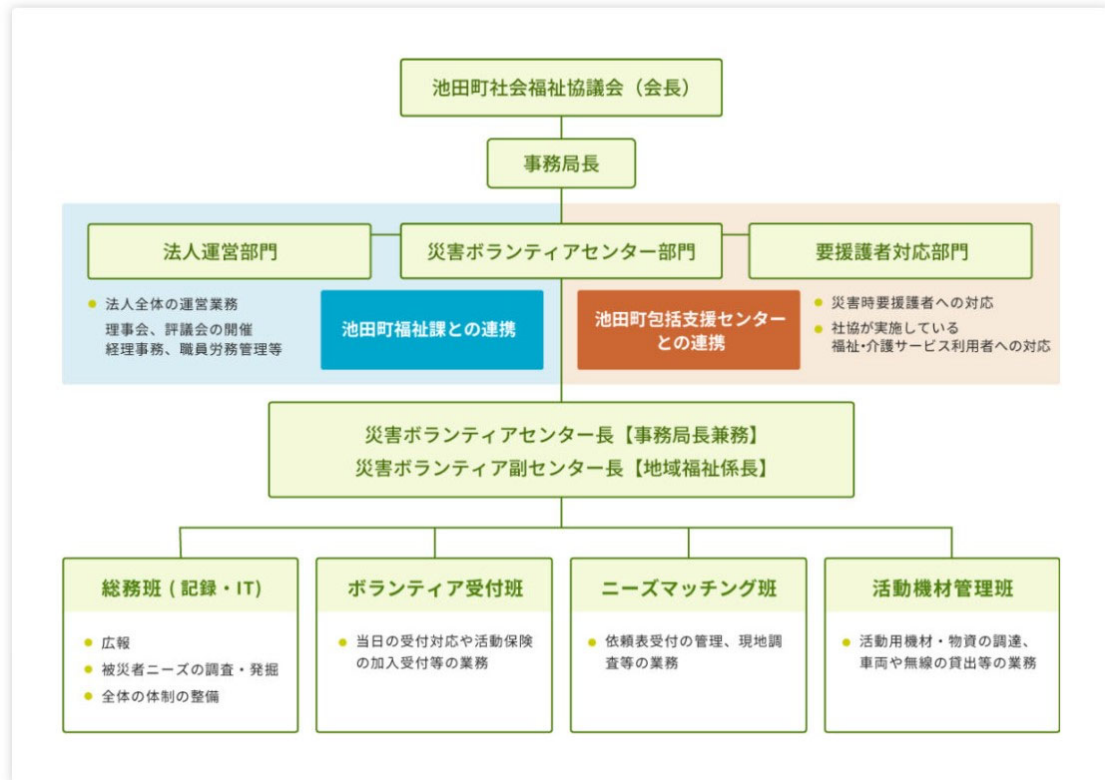 池田町社会福祉協議会（会長）
事務局長
法人運営部門
災害ボランティアセンター部門
要援護者対応部門
● 法人全体の運営業務
理事会、評議会の開催
経理事務、職員労務管理等
池田町福祉課との連携
池田町包括支援センター
との連携
● 災害時要援護者への対応
● 社協が実施している
福祉・介護サービス利用者への対応
災害ボランティアセンター長【事務局長兼務】
災害ボランティア副センター長【地域福祉係長】
総務班 ( 記録・IT)
● 広報
● 被災者ニーズの調査・発掘
● 全体の体制の整備
ボランティア受付班
● 当日の受付対応や活動保険
の加入受付等の業務
ニーズマッチング班
● 依頼表受付の管理、現地調
査等の業務
活動機材管理班
● 活動用機材・物資の調達、
車両や無線の貸出等の業務